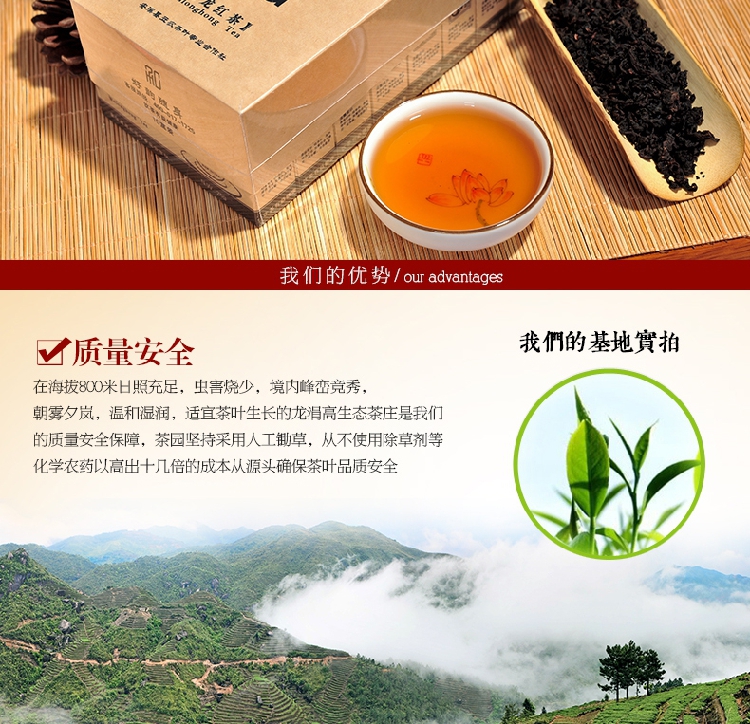 龙红茶】
我们的优势/our advantages
质量安全
我們的基地實拍
在海拔800米日照充足，虫害烧少，境内峰峦竞秀，
朝雾夕岚，温和湿润，适宜茶叶生长的龙涓高生态茶庄是我们
的质量安全保障，茶园坚持采用人工锄草，从不使用除草剂等
化学农药以高出十几倍的成本从源头确保茶叶品质安全